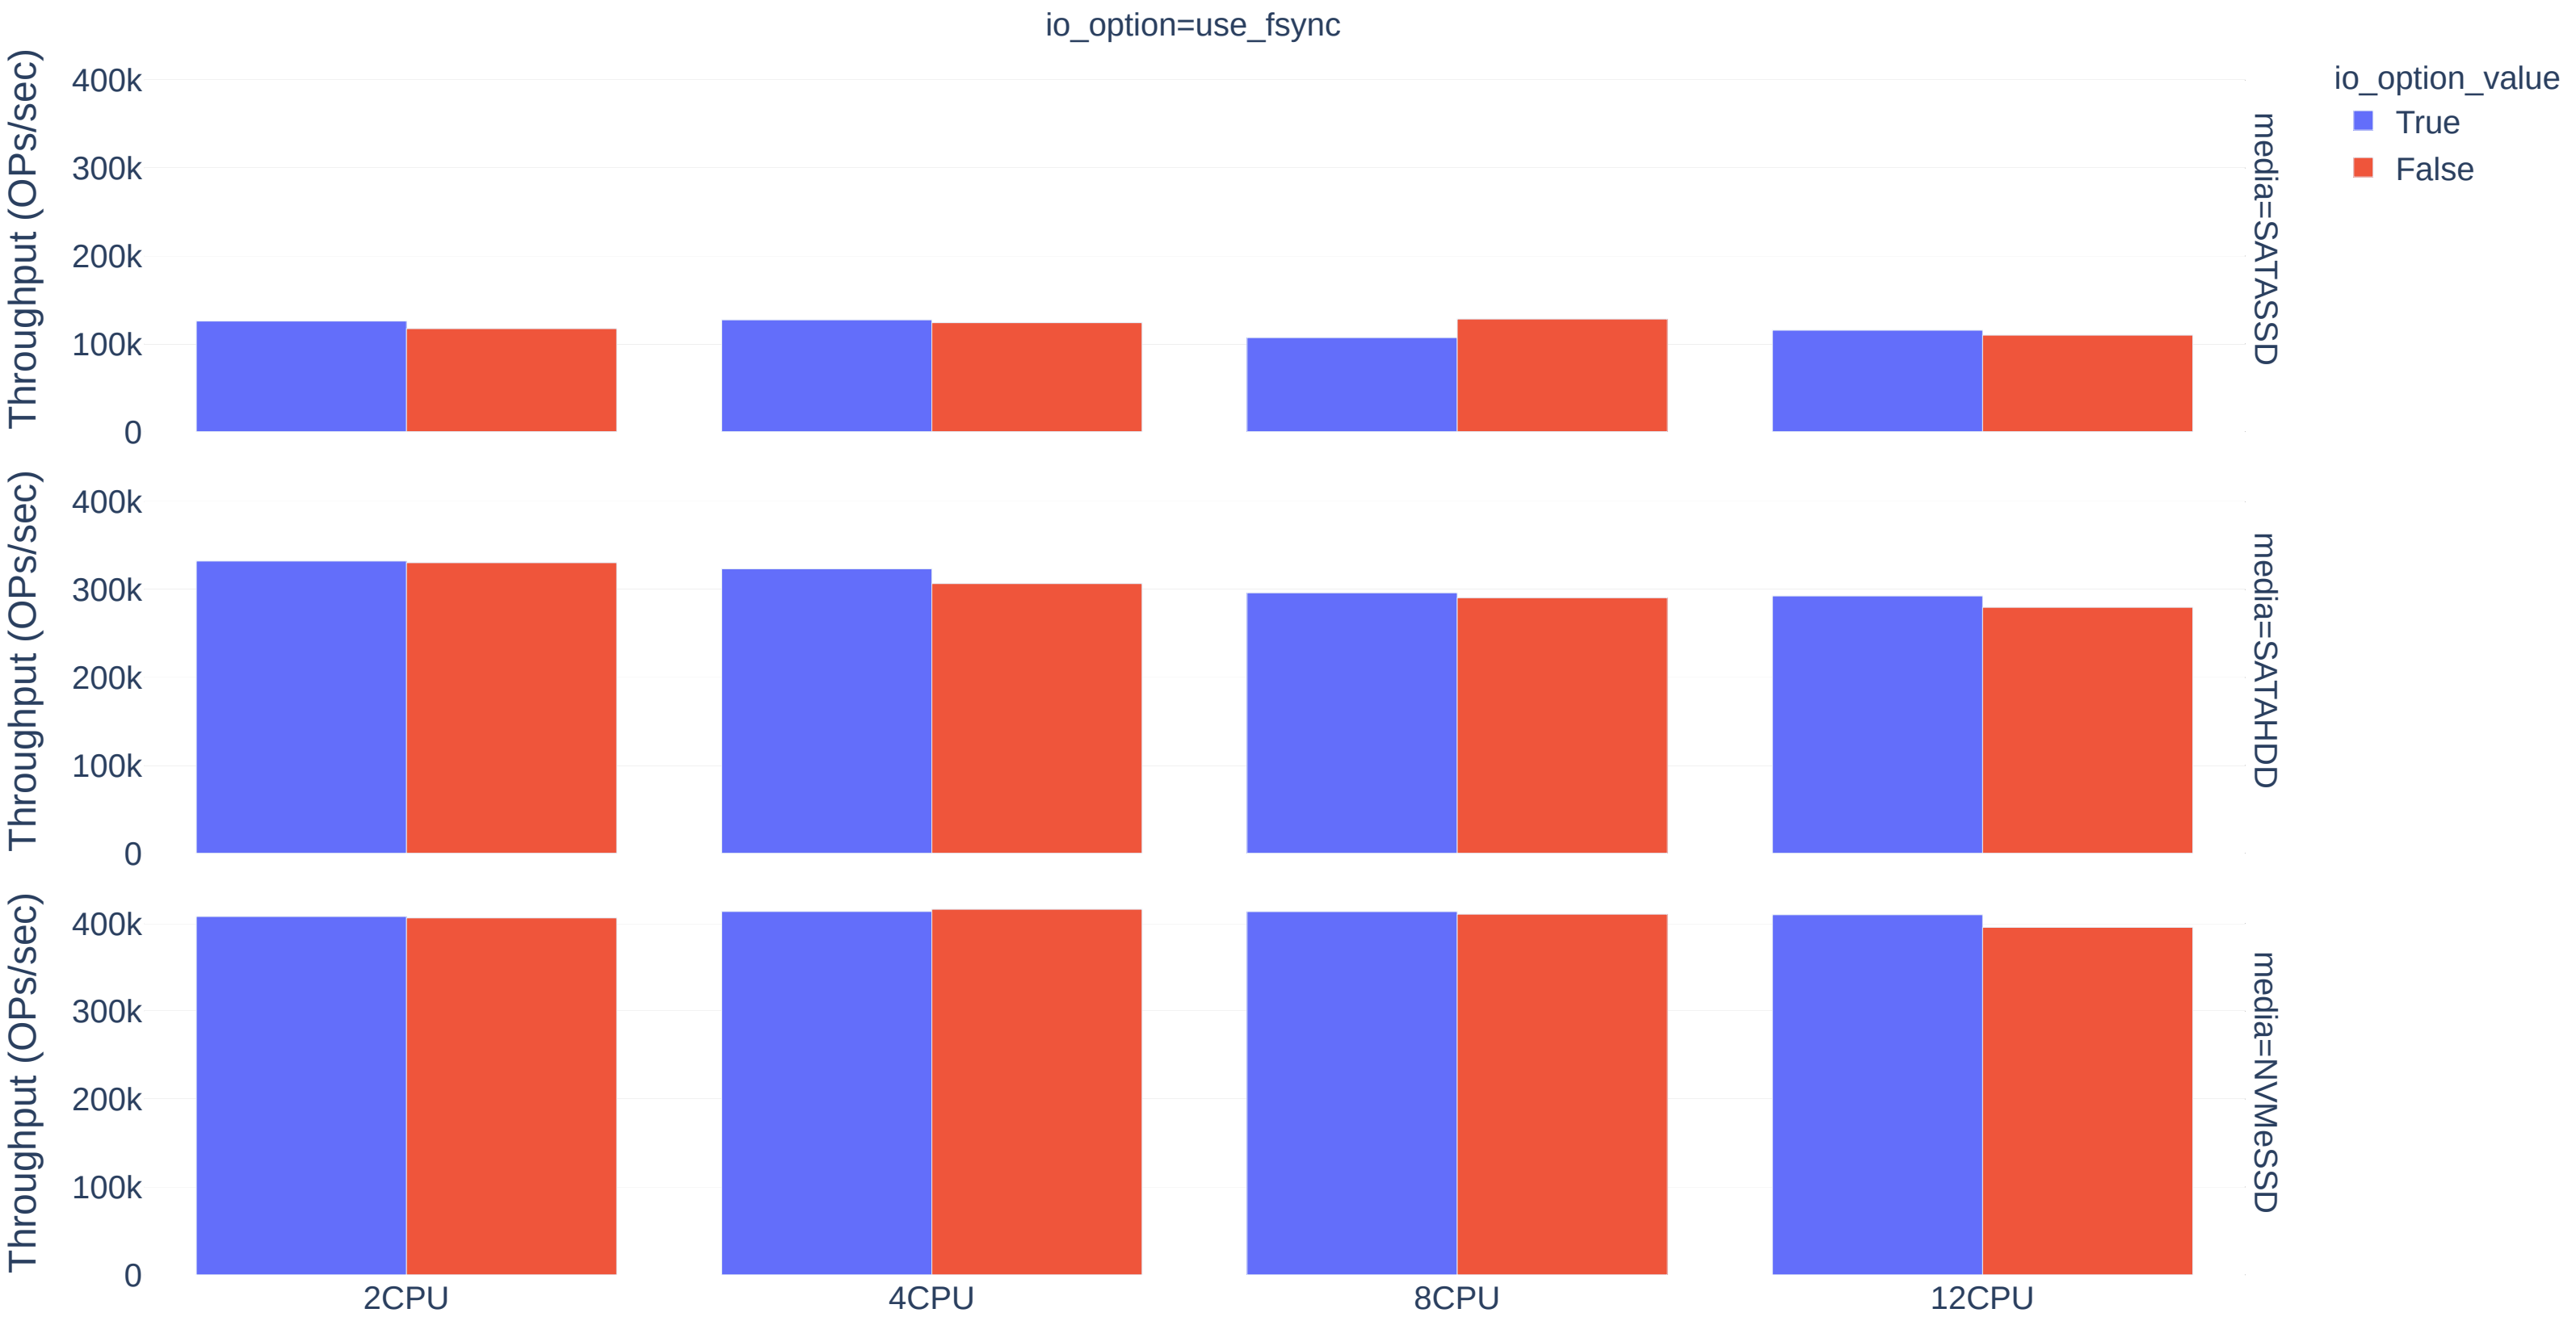 io_option=use_fsync
io_option_value
True
False
Throughput (OPs/sec)
400k
300k
200k
100k
0
media=SATASSD
Throughput (OPs/sec)
400k
300k
200k
100k
0
media=SATAHDD
Throughput (OPs/sec)
400k
300k
200k
100k
0
media=NVMeSSD
2CPU
4CPU
8CPU
12CPU